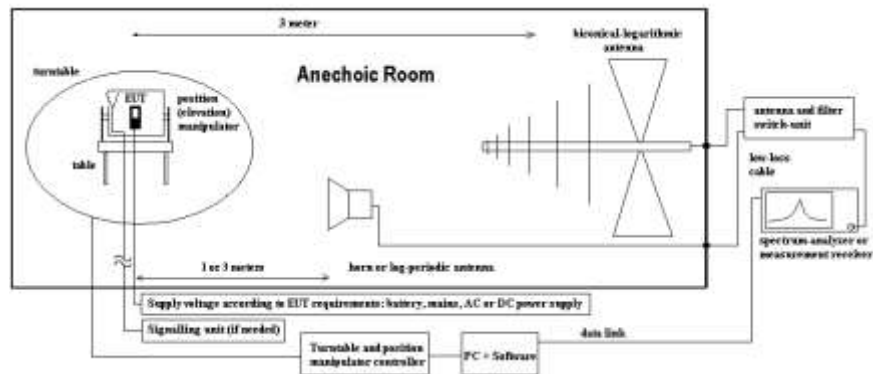 3 meter
biconical-logarithmic
antenna
turntable
Anechoic Room
EUT
position
(elevation)
manipulator
antenna and filter
switch-unit
table
low-loss
cable
spectrum-analyzer or
measurement receiver
1 or 3 meters
horn or log-periodic antenna
Supply voltage according to EUT requirements: battery, mains, AC or DC power supply
Signalling unit (if needed)
data link
Turntable and position
manipulator controller
PC + Software